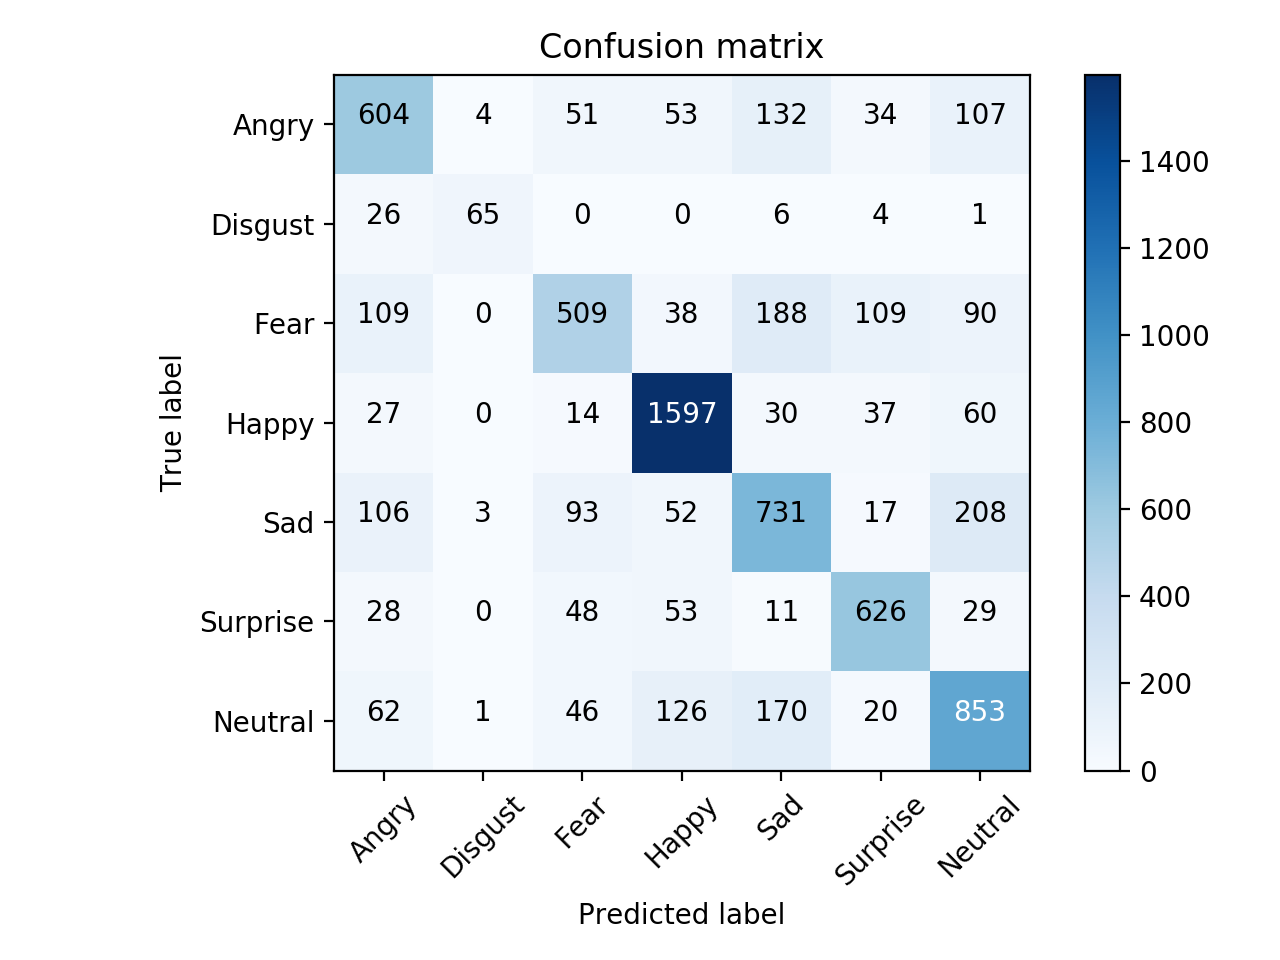 Confusion matrix
Angry 604 4 51 53 132 34 107
Disgust 26 65 0 0 6 4 1
Fear 109 0 509 38 188 109 90
Happy 27 0 14 1597 30 37 60
Sad 106 3 93 52 731 17 208
Surprise 28 0 48 53 11 626 29
Neutral 62 1 46 126 170 20 853
True label
Angry Disgust Fear Happy Sad Surprise Neutral
Predicted label
1400
1200
1000
800
600
400
200
0